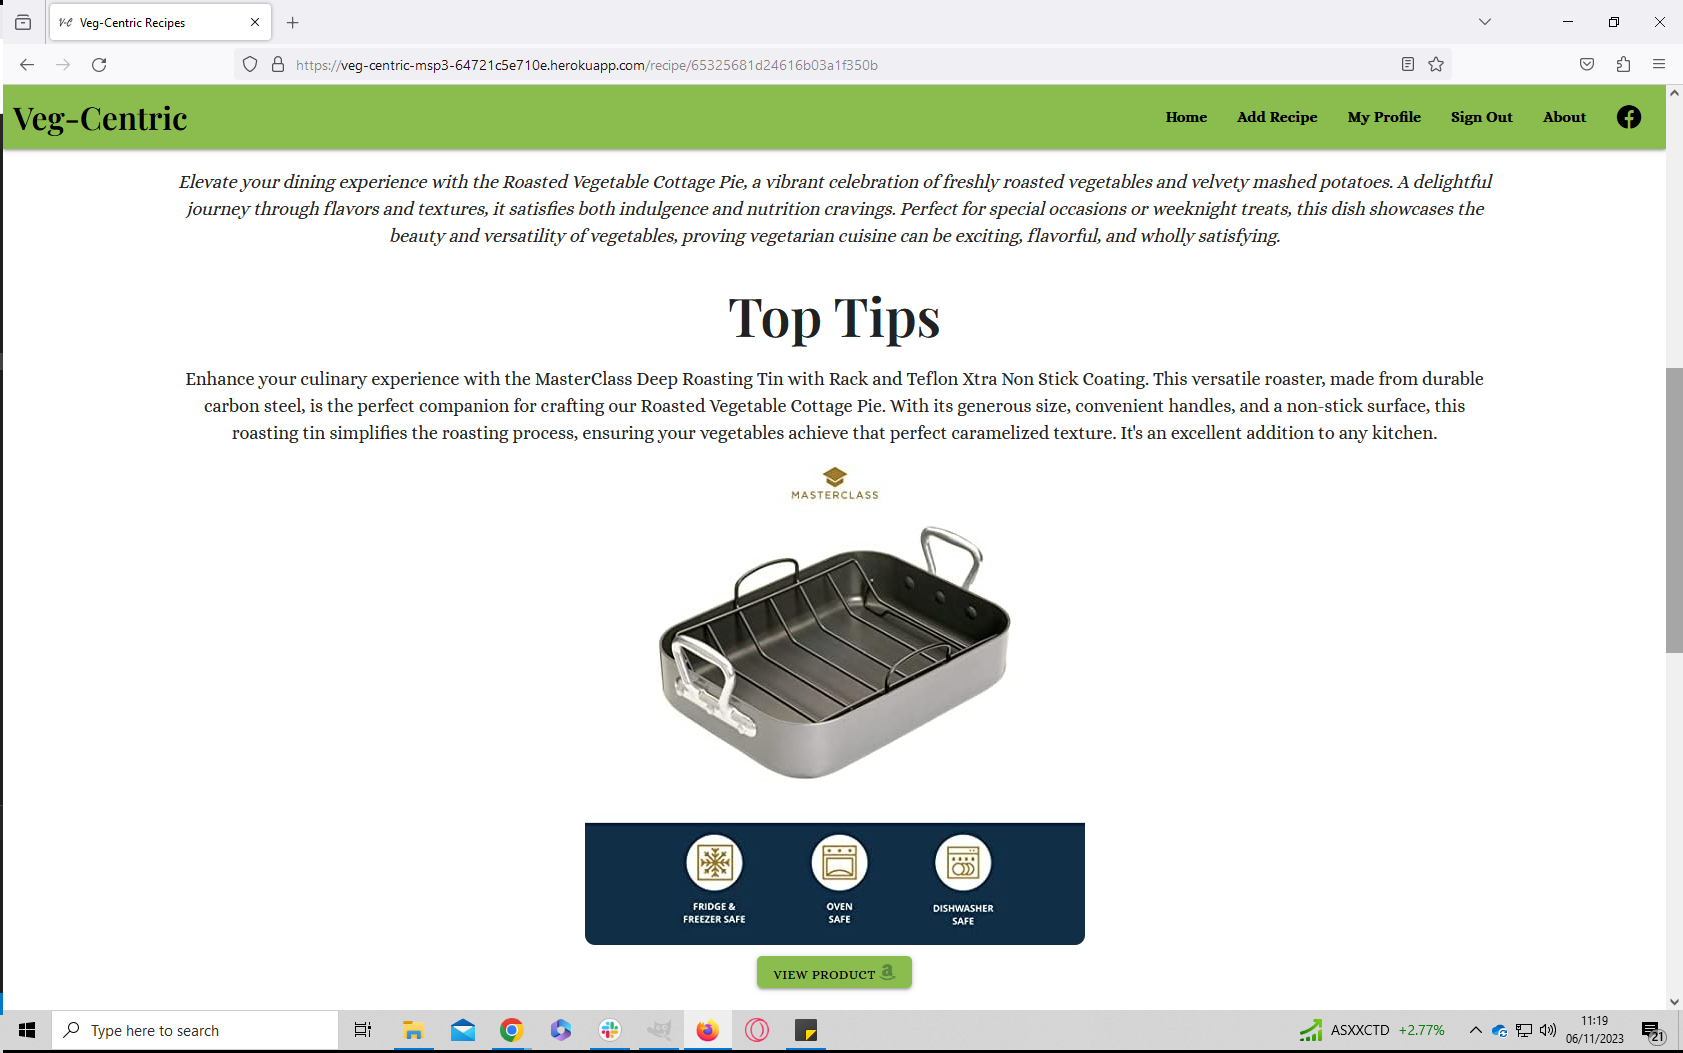 V-C Veg-Centric Recipes
https://veg-centric-msp3-64721c5e710e.herokuapp.com/recipe/65325681d24616b03a1f350b
Veg-Centric
Home Add Recipe My Profile Sign Out About
Elevate your dining experience with the Roasted Vegetable Cottage Pie, a vibrant celebration of freshly roasted vegetables and velvety mashed potatoes. A delightful
journey through flavors and textures, it satisfies both indulgence and nutrition cravings. Perfect for special occasions or weeknight treats, this dish showcases the
beauty and versatility of vegetables, proving vegetarian cuisine can be exciting, flavorful, and wholly satisfying.
Top Tips
Enhance your culinary experience with the MasterClass Deep Roasting Tin with Rack and Teflon Xtra Non Stick Coating. This versatile roaster, made from durable
carbon steel, is the perfect companion for crafting our Roasted Vegetable Cottage Pie. With its generous size, convenient handles, and a non-stick surface, this
roasting tin simplifies the roasting process, ensuring your vegetables achieve that perfect caramelized texture. It's an excellent addition to any kitchen.
MASTERCLASS
FRIDGE &
FREEZER SAFE
OVEN
SAFE
DISHWASHER
SAFE
VIEW PRODUCT
Type here to search
ASXXCTD +2.77%
11:19
06/11/2023
21